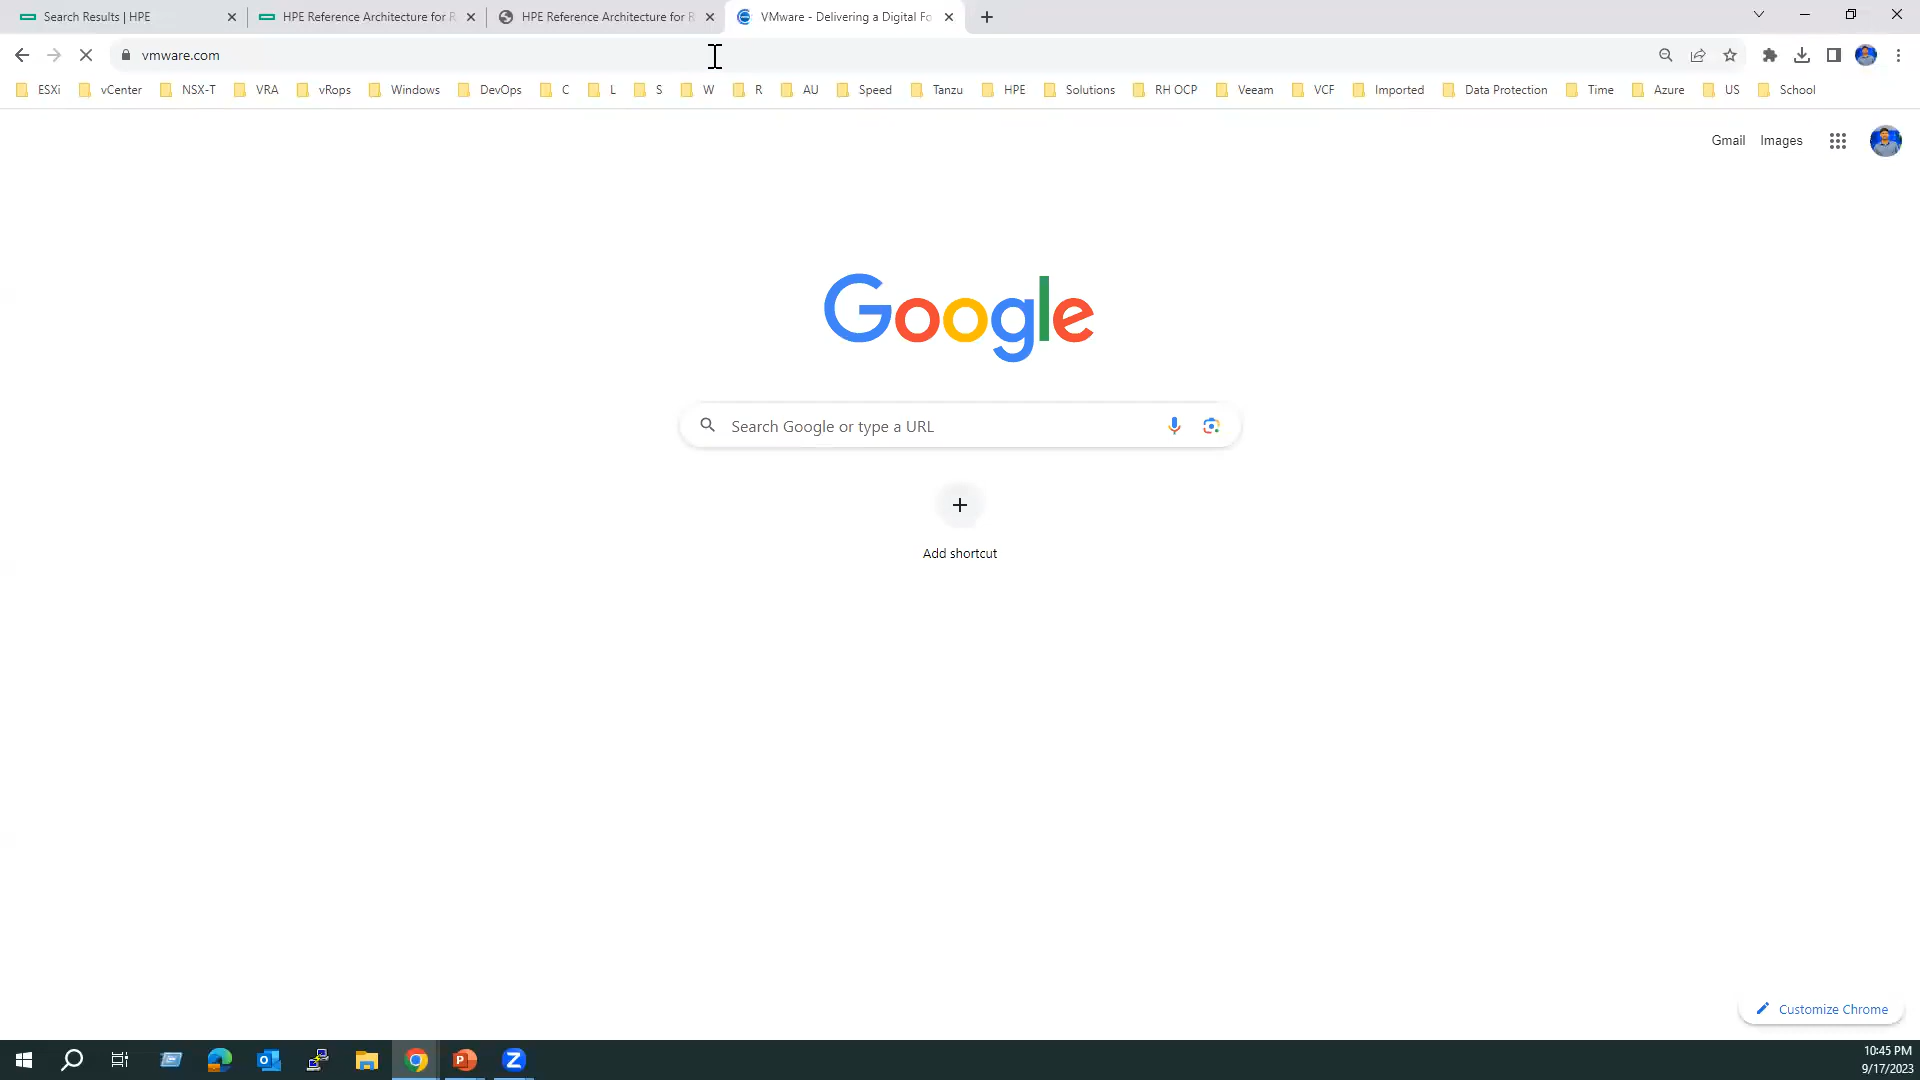 Search Results | HPE
HPE Reference Architecture for R
HPE Reference Architecture for R
VMware - Delivering a Digital Fo
vmware.com
ESXi vCenter NSX-T VRA vRops Windows DevOps C L S W R AU Speed Tanzu HPE Solutions RH OCP Veeam VCF Imported Data Protection Time Azure US School
Gmail Images
Google
Search Google or type a URL
Add shortcut
Customize Chrome
10:45 PM
9/17/2023